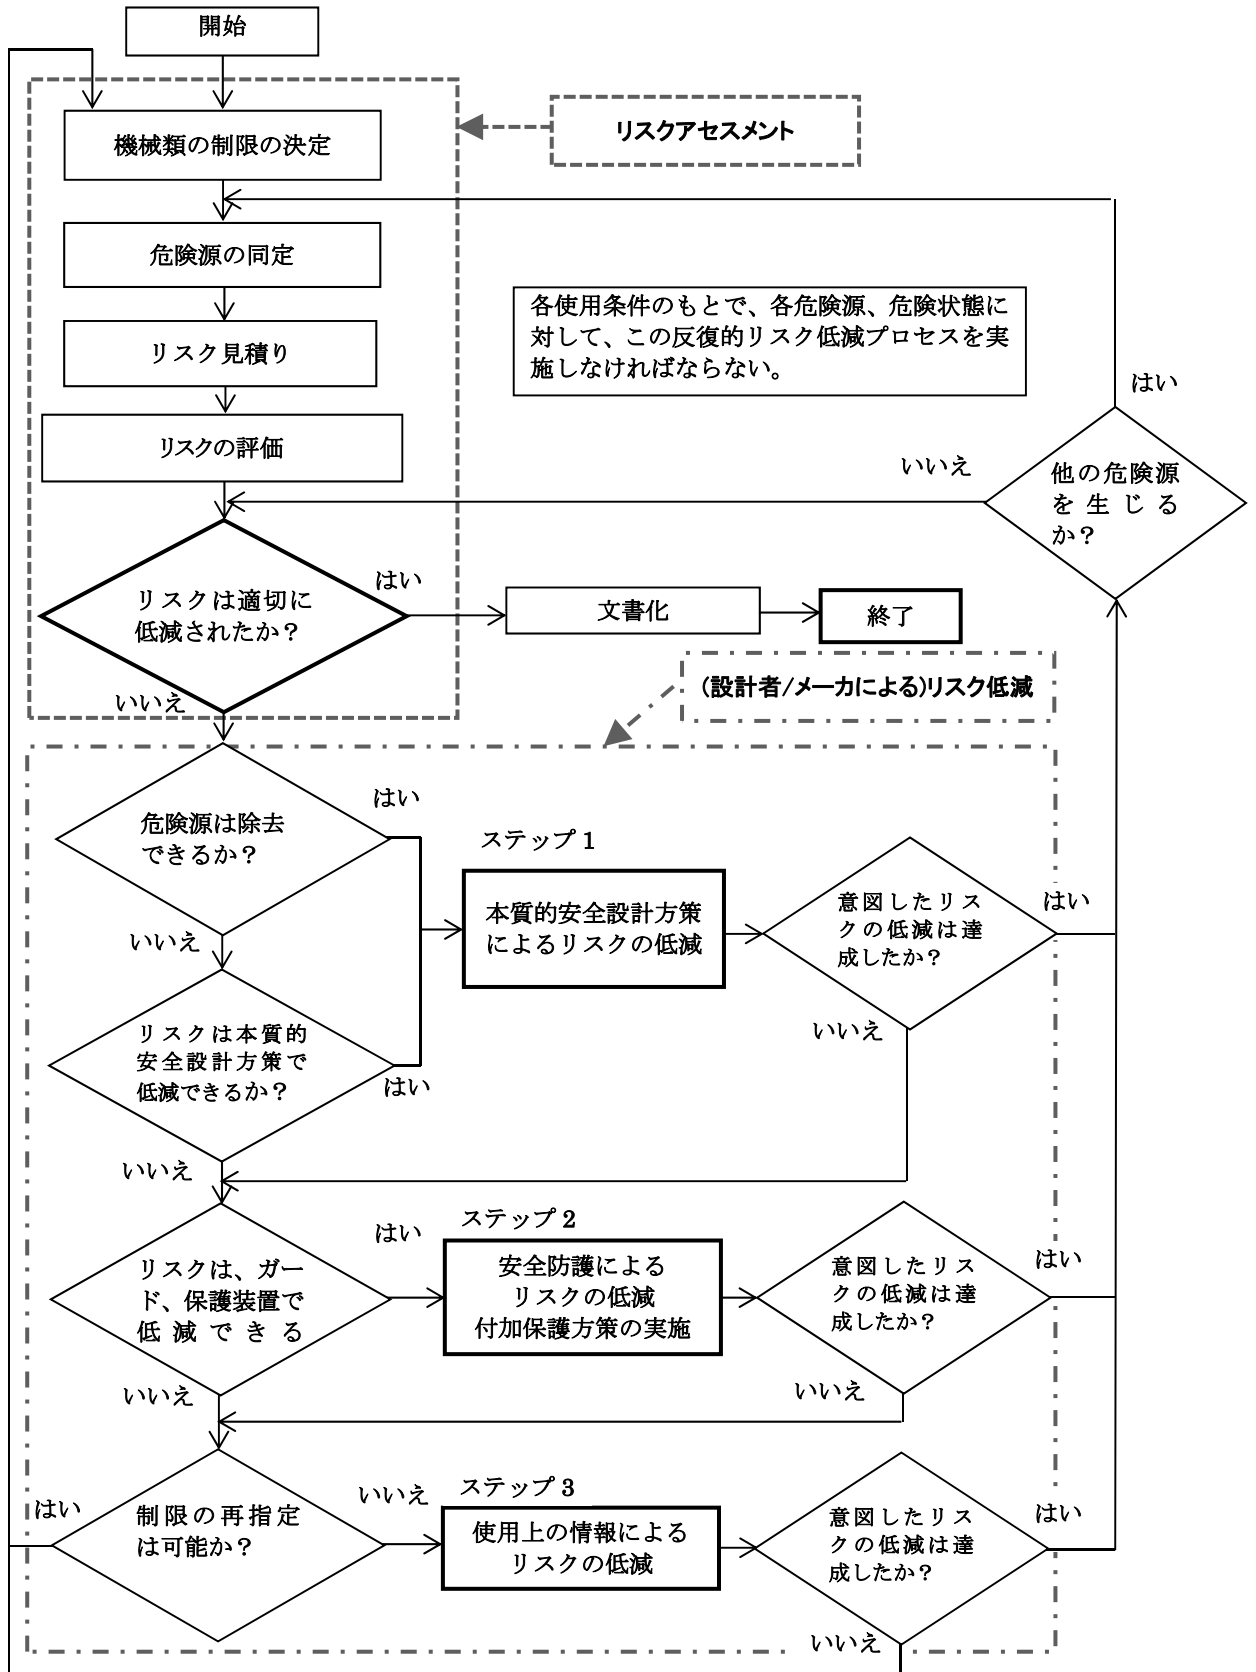 開始
機械類の制限の決定
リスクアセスメント
危険源の同定
リスク見積り
リスクの評価
各使用条件のもとで、各危険源、危険状態に
対して、この反復的リスク低減プロセスを実
施しなければならない。
はい
いいえ
他の危険源
を生じる
か？
リスクは適切に
低減されたか？
はい
文書化
終了
いいえ
(設計者/メーカによる)リスク低減
危険源は除去
できるか？
はい
いいえ
ステップ 1
本質的安全設計方策
によるリスクの低減
意図したリス
クの低減は達
成したか？
はい
いいえ
リスクは本質的
安全設計方策で
低減できるか？
はい
いいえ
リスクは、ガー
ド、保護装置で
低減できる
はい
いいえ
ステップ 2
安全防護による
リスクの低減
付加保護方策の実施
意図したリス
クの低減は達
成したか？
はい
いいえ
はい
制限の再指定
は可能か？
いいえ
ステップ 3
使用上の情報による
リスクの低減
意図したリス
クの低減は達
成したか？
はい
いいえ